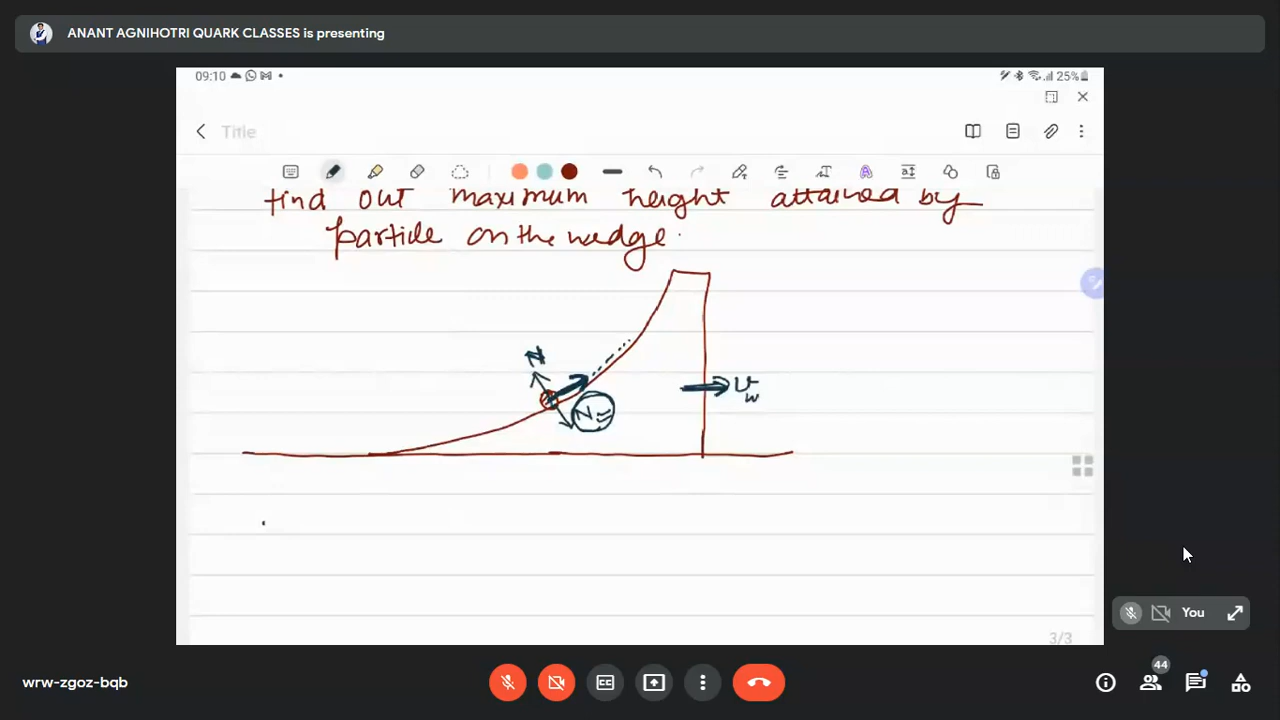 ANANT AGNIHOTRI QUARK CLASSES is presenting
09:10
25%
Title
find out maximum height attained by
particle on the wedge.
N
N
v_w
3/3
You
wrw-zgoz-bqb
CC
44